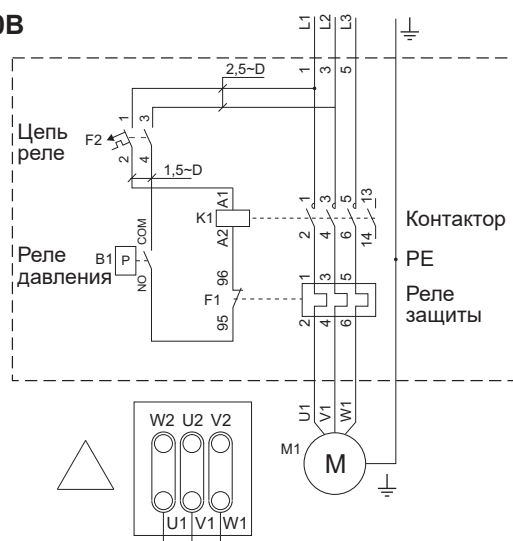 0В
L1 L2 L3
1 3 5
2,5~D
1 3
Цепь
реле
F2
2 4
1,5~D
A1
K1
A2
1 3 5 13
2 4 6 14
Контактор
PE
Реле
давления
B1 P
COM
NO
96
F1
95
1 3 5
2 4 6
Реле
защиты
U1 V1 W1
M1
M
W2 U2 V2
U1 V1 W1